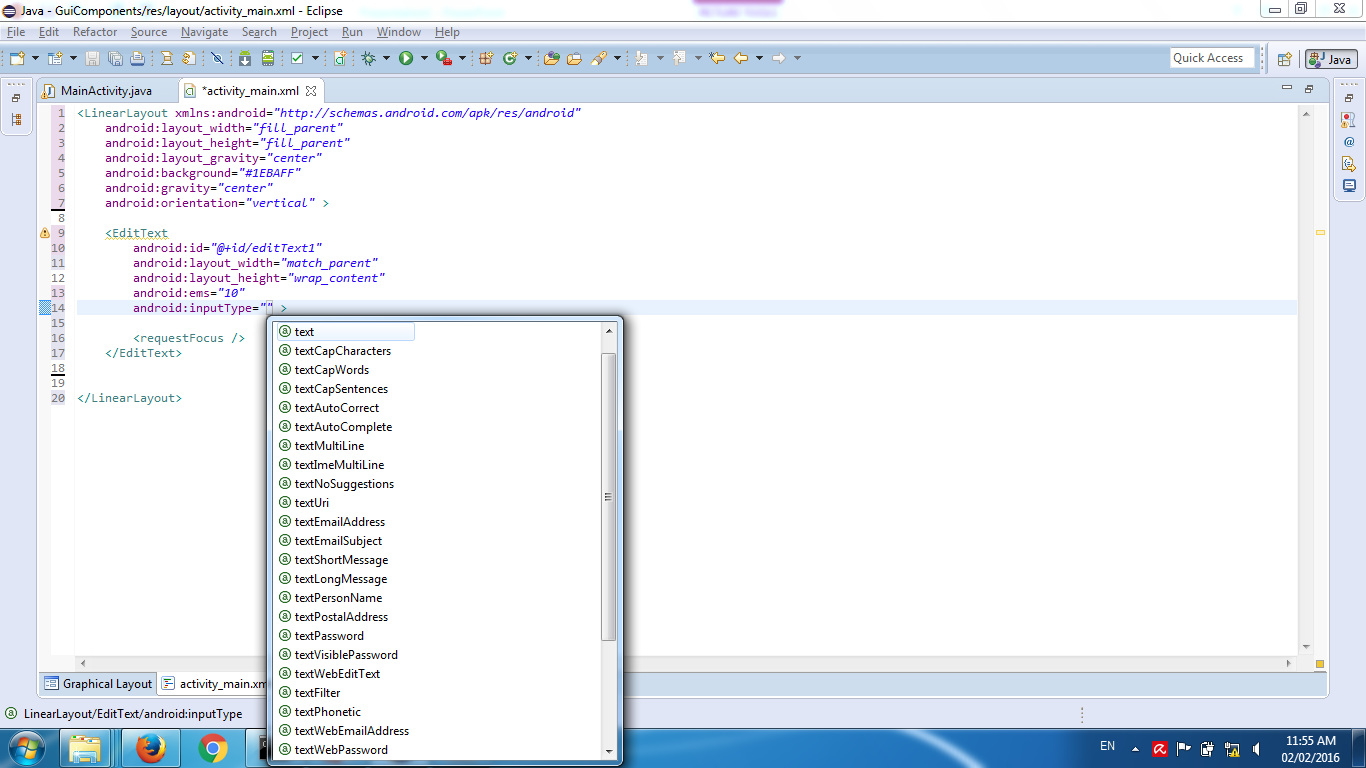 Java - GuiComponents/res/layout/activity_main.xml - Eclipse
File Edit Refactor Source Navigate Search Project Run Window Help
Quick Access
Java
MainActivity.java
*activity_main.xml
1 <LinearLayout xmlns:android="http://schemas.android.com/apk/res/android"
2 android:layout_width="fill_parent"
3 android:layout_height="fill_parent"
4 android:layout_gravity="center"
5 android:background="#1EBAFF"
6 android:gravity="center"
7 android:orientation="vertical" >
8
9 <EditText
10 android:id="@+id/editText1"
11 android:layout_width="match_parent"
12 android:layout_height="wrap_content"
13 android:ems="10"
14 android:inputType="" >
15
16 <requestFocus />
17 </EditText>
18
19
20 </LinearLayout>
text
textCapCharacters
textCapWords
textCapSentences
textAutoCorrect
textAutoComplete
textMultiLine
textImeMultiLine
textNoSuggestions
textUri
textEmailAddress
textEmailSubject
textShortMessage
textLongMessage
textPersonName
textPostalAddress
textPassword
textVisiblePassword
textWebEditText
textFilter
textPhonetic
textWebEmailAddress
textWebPassword
Graphical Layout
activity_main.xm
LinearLayout/EditText/android:inputType
EN
11:55 AM
02/02/2016